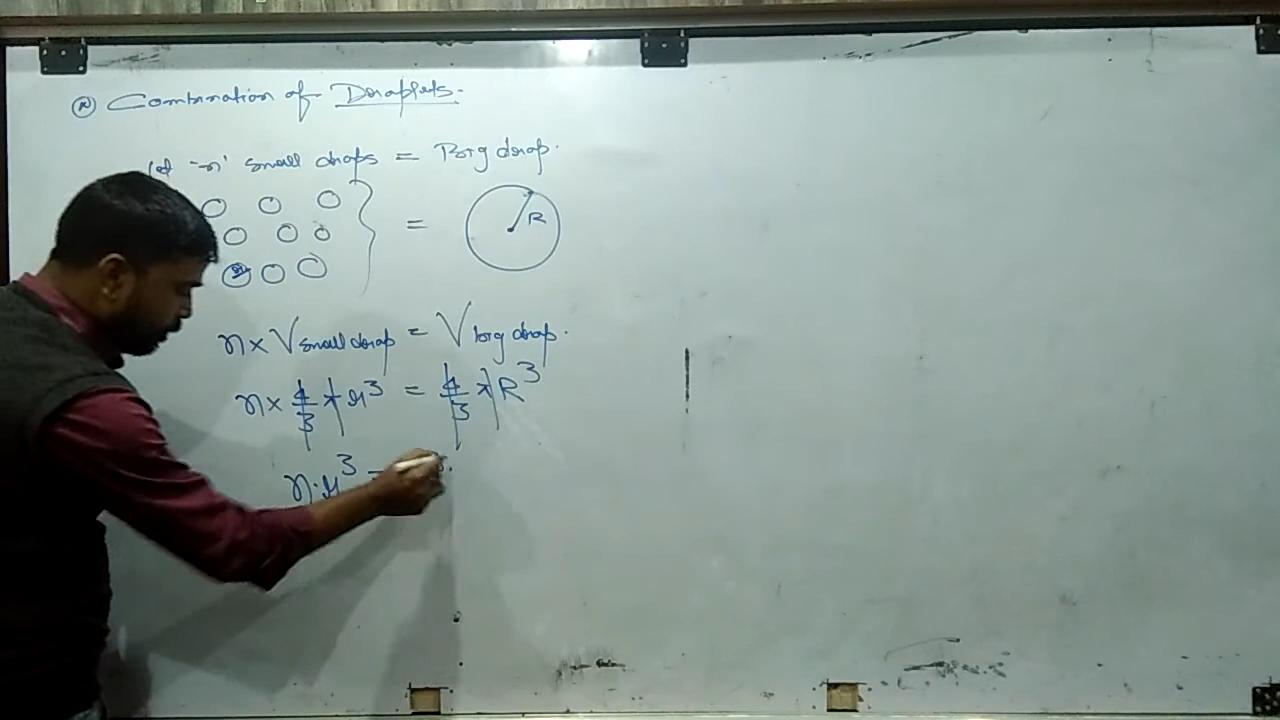 (*) Combination of Droplets.
let 'n' small drops = Big drop.
r = R
n × V small drop = V big drop.
n × 4/3 π r³ = 4/3 π R³
n·r³ =